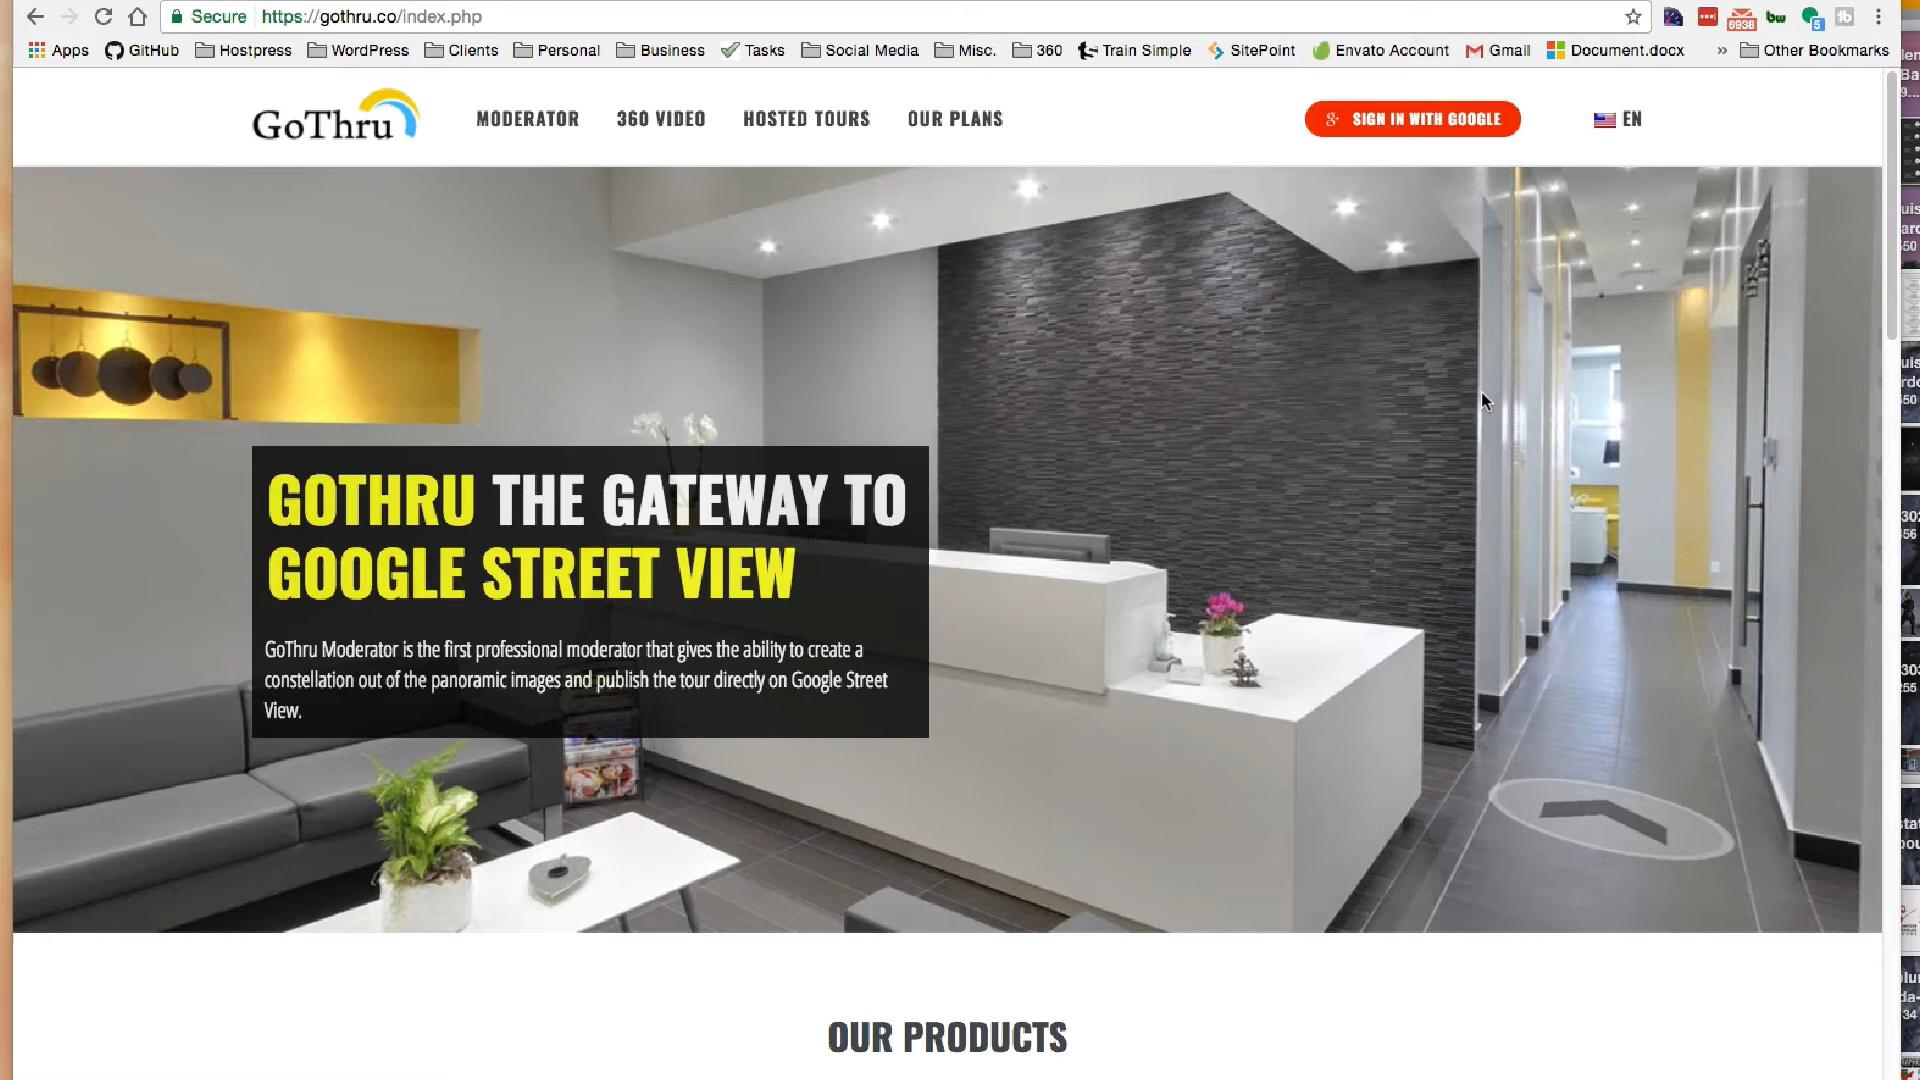 Secure https://gothru.co/index.php
6938
bw
5
tb
Apps GitHub Hostpress WordPress Clients Personal Business Tasks Social Media Misc. 360 Train Simple SitePoint Envato Account Gmail Document.docx » Other Bookmarks
GoThru MODERATOR 360 VIDEO HOSTED TOURS OUR PLANS SIGN IN WITH GOOGLE EN
GOTHRU THE GATEWAY TO
GOOGLE STREET VIEW
GoThru Moderator is the first professional moderator that gives the ability to create a
constellation out of the panoramic images and publish the tour directly on Google Street
View.
OUR PRODUCTS